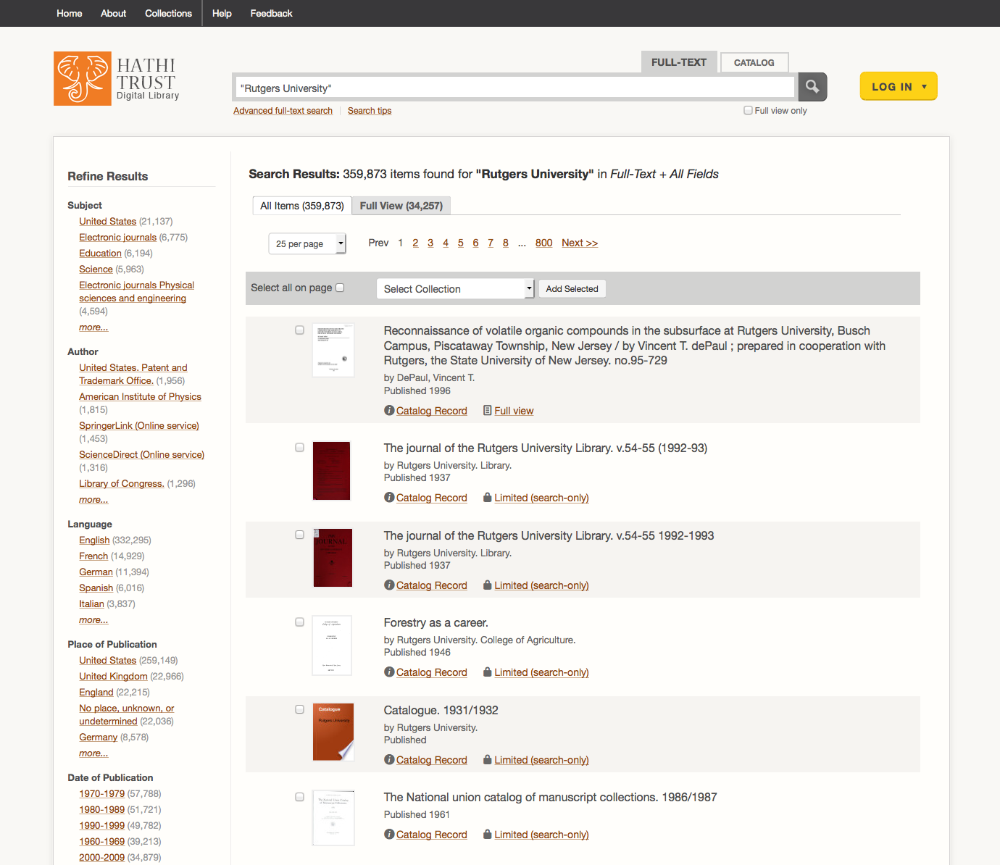 Home About Collections Help Feedback
HATHI
TRUST
Digital Library
FULL-TEXT CATALOG
"Rutgers University"
LOG IN
Advanced full-text search Search tips Full view only
Refine Results
Subject
United States (21,137)
Electronic journals (6,775)
Education (6,194)
Science (5,963)
Electronic journals Physical
sciences and engineering
(4,594)
more...
Author
United States. Patent and
Trademark Office. (1,956)
American Institute of Physics
(1,815)
SpringerLink (Online service)
(1,453)
ScienceDirect (Online service)
(1,316)
Library of Congress. (1,296)
more...
Language
English (332,295)
French (14,929)
German (11,394)
Spanish (6,016)
Italian (3,837)
more...
Place of Publication
United States (259,149)
United Kingdom (22,966)
England (22,215)
No place, unknown, or
undetermined (22,036)
Germany (8,578)
more...
Date of Publication
1970-1979 (57,788)
1980-1989 (51,721)
1990-1999 (49,782)
1960-1969 (39,213)
2000-2009 (34,879)
Search Results: 359,873 items found for "Rutgers University" in Full-Text + All Fields
All Items (359,873) Full View (34,257)
25 per page Prev 1 2 3 4 5 6 7 8 ... 800 Next >>
Select all on page Select Collection Add Selected
Reconnaissance of volatile organic compounds in the subsurface at Rutgers University, Busch
Campus, Piscataway Township, New Jersey / by Vincent T. dePaul ; prepared in cooperation with
Rutgers, the State University of New Jersey. no.95-729
by DePaul, Vincent T.
Published 1996
Catalog Record Full view
The journal of the Rutgers University Library. v.54-55 (1992-93)
by Rutgers University. Library.
Published 1937
Catalog Record Limited (search-only)
JOURNAL
The journal of the Rutgers University Library. v.54-55 1992-1993
by Rutgers University. Library.
Published 1937
Catalog Record Limited (search-only)
Forestry as a career.
by Rutgers University. College of Agriculture.
Published 1946
Catalog Record Limited (search-only)
Catalogue
Rutgers University
Catalogue. 1931/1932
by Rutgers University.
Published
Catalog Record Limited (search-only)
The National Union Catalog
of Manuscript Collections
The National union catalog of manuscript collections. 1986/1987
Published 1961
Catalog Record Limited (search-only)